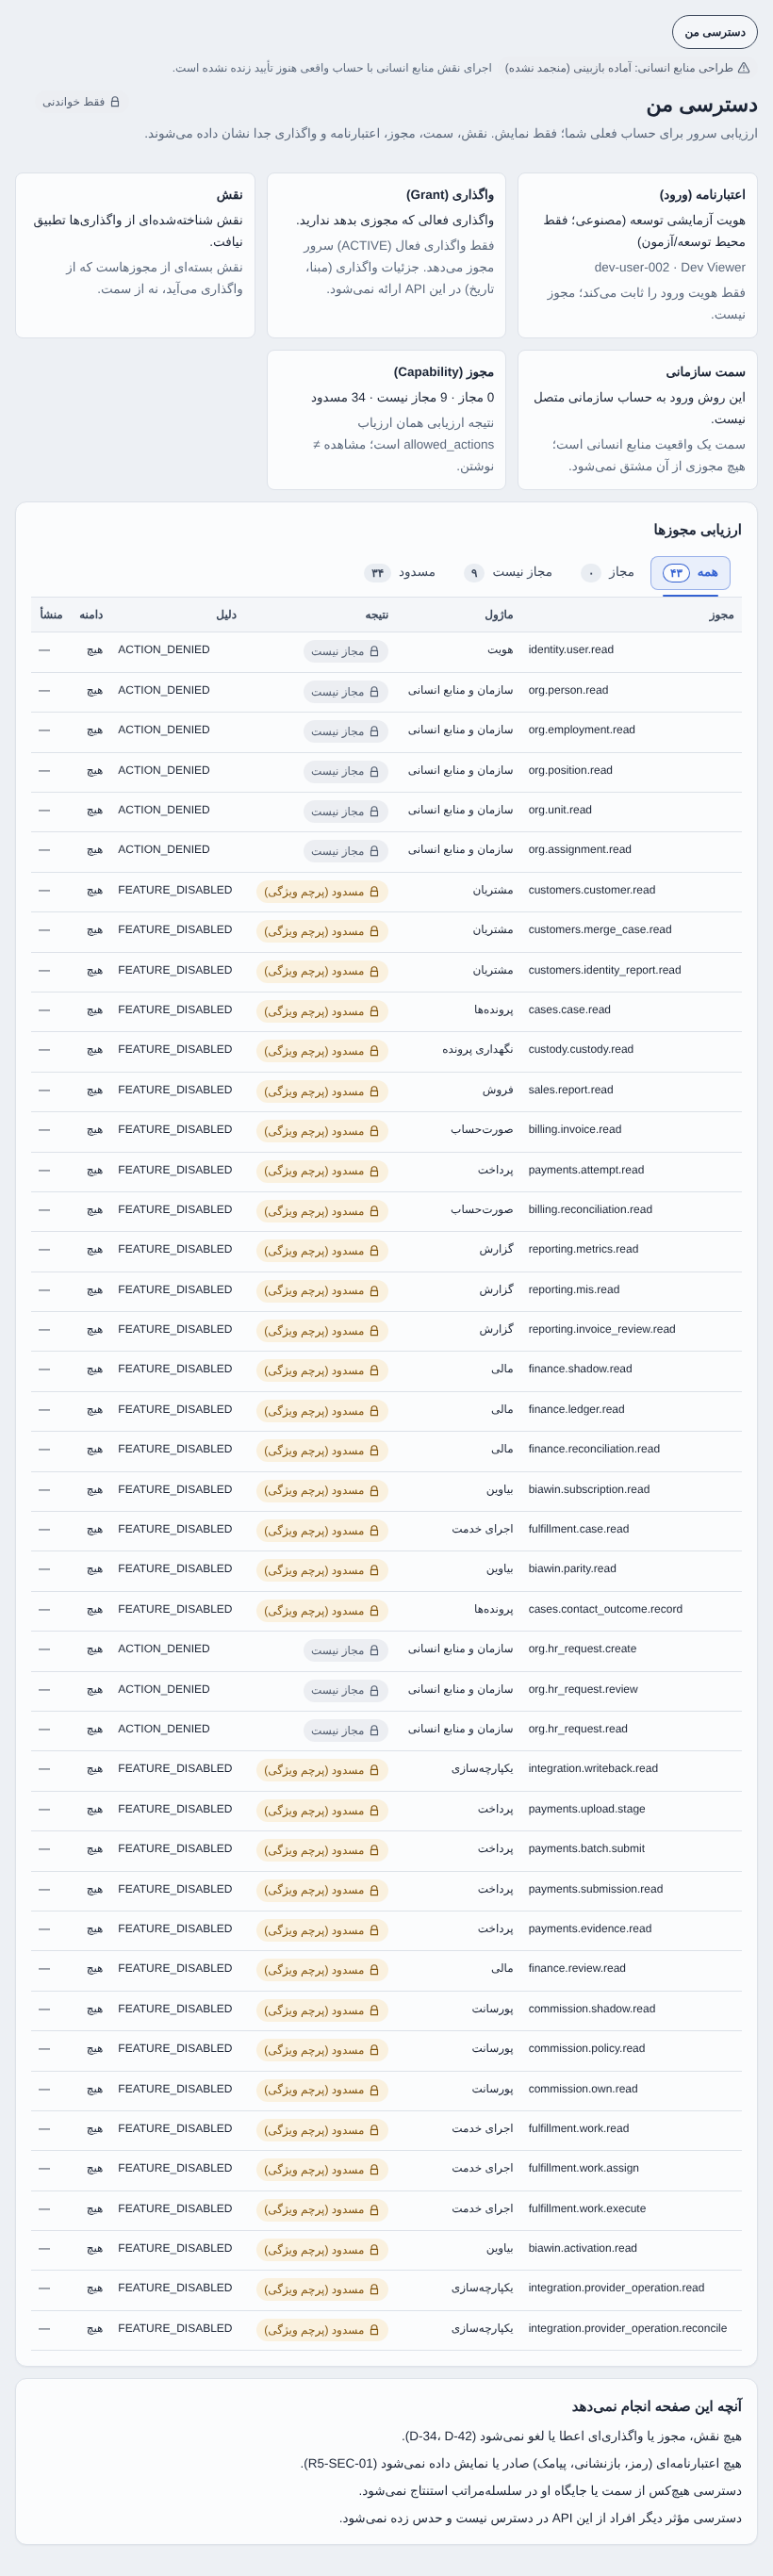 دسترسی من
طراحی منابع انسانی: آماده بازبینی (منجمد نشده) اجرای نقش منابع انسانی با حساب واقعی هنوز تأیید زنده نشده است.
دسترسی من
فقط خواندنی
ارزیابی سرور برای حساب فعلی شما؛ فقط نمایش. نقش، سمت، مجوز، اعتبارنامه و واگذاری جدا نشان داده می‌شوند.
اعتبارنامه (ورود)
هویت آزمایشی توسعه (مصنوعی؛ فقط
محیط توسعه/آزمون)
dev-user-002 · Dev Viewer
فقط هویت ورود را ثابت می‌کند؛ مجوز
نیست.
واگذاری (Grant)
واگذاری فعالی که مجوزی بدهد ندارید.
فقط واگذاری فعال (ACTIVE) سرور
مجوز می‌دهد. جزئیات واگذاری (مبنا،
تاریخ) در این API ارائه نمی‌شود.
نقش
نقش شناخته‌شده‌ای از واگذاری‌ها تطبیق
نیافت.
نقش بسته‌ای از مجوزهاست که از
واگذاری می‌آید، نه از سمت.
سمت سازمانی
این روش ورود به حساب سازمانی متصل
نیست.
سمت یک واقعیت منابع انسانی است؛
هیچ مجوزی از آن مشتق نمی‌شود.
مجوز (Capability)
0 مجاز · 9 مجاز نیست · 34 مسدود
نتیجه ارزیابی همان ارزیاب
allowed_actions است؛ مشاهده ≠
نوشتن.
ارزیابی مجوزها
همه ۴۳ مجاز ۰ مجاز نیست ۹ مسدود ۳۴
مجوز ماژول نتیجه دلیل دامنه منشأ
identity.user.read هویت مجاز نیست ACTION_DENIED هیچ —
org.person.read سازمان و منابع انسانی مجاز نیست ACTION_DENIED هیچ —
org.employment.read سازمان و منابع انسانی مجاز نیست ACTION_DENIED هیچ —
org.position.read سازمان و منابع انسانی مجاز نیست ACTION_DENIED هیچ —
org.unit.read سازمان و منابع انسانی مجاز نیست ACTION_DENIED هیچ —
org.assignment.read سازمان و منابع انسانی مجاز نیست ACTION_DENIED هیچ —
customers.customer.read مشتریان مسدود (پرچم ویژگی) FEATURE_DISABLED هیچ —
customers.merge_case.read مشتریان مسدود (پرچم ویژگی) FEATURE_DISABLED هیچ —
customers.identity_report.read مشتریان مسدود (پرچم ویژگی) FEATURE_DISABLED هیچ —
cases.case.read پرونده‌ها مسدود (پرچم ویژگی) FEATURE_DISABLED هیچ —
custody.custody.read نگهداری پرونده مسدود (پرچم ویژگی) FEATURE_DISABLED هیچ —
sales.report.read فروش مسدود (پرچم ویژگی) FEATURE_DISABLED هیچ —
billing.invoice.read صورت‌حساب مسدود (پرچم ویژگی) FEATURE_DISABLED هیچ —
payments.attempt.read پرداخت مسدود (پرچم ویژگی) FEATURE_DISABLED هیچ —
billing.reconciliation.read صورت‌حساب مسدود (پرچم ویژگی) FEATURE_DISABLED هیچ —
reporting.metrics.read گزارش مسدود (پرچم ویژگی) FEATURE_DISABLED هیچ —
reporting.mis.read گزارش مسدود (پرچم ویژگی) FEATURE_DISABLED هیچ —
reporting.invoice_review.read گزارش مسدود (پرچم ویژگی) FEATURE_DISABLED هیچ —
finance.shadow.read مالی مسدود (پرچم ویژگی) FEATURE_DISABLED هیچ —
finance.ledger.read مالی مسدود (پرچم ویژگی) FEATURE_DISABLED هیچ —
finance.reconciliation.read مالی مسدود (پرچم ویژگی) FEATURE_DISABLED هیچ —
biawin.subscription.read بیاوین مسدود (پرچم ویژگی) FEATURE_DISABLED هیچ —
fulfillment.case.read اجرای خدمت مسدود (پرچم ویژگی) FEATURE_DISABLED هیچ —
biawin.parity.read بیاوین مسدود (پرچم ویژگی) FEATURE_DISABLED هیچ —
cases.contact_outcome.record پرونده‌ها مسدود (پرچم ویژگی) FEATURE_DISABLED هیچ —
org.hr_request.create سازمان و منابع انسانی مجاز نیست ACTION_DENIED هیچ —
org.hr_request.review سازمان و منابع انسانی مجاز نیست ACTION_DENIED هیچ —
org.hr_request.read سازمان و منابع انسانی مجاز نیست ACTION_DENIED هیچ —
integration.writeback.read یکپارچه‌سازی مسدود (پرچم ویژگی) FEATURE_DISABLED هیچ —
payments.upload.stage پرداخت مسدود (پرچم ویژگی) FEATURE_DISABLED هیچ —
payments.batch.submit پرداخت مسدود (پرچم ویژگی) FEATURE_DISABLED هیچ —
payments.submission.read پرداخت مسدود (پرچم ویژگی) FEATURE_DISABLED هیچ —
payments.evidence.read پرداخت مسدود (پرچم ویژگی) FEATURE_DISABLED هیچ —
finance.review.read مالی مسدود (پرچم ویژگی) FEATURE_DISABLED هیچ —
commission.shadow.read پورسانت مسدود (پرچم ویژگی) FEATURE_DISABLED هیچ —
commission.policy.read پورسانت مسدود (پرچم ویژگی) FEATURE_DISABLED هیچ —
commission.own.read پورسانت مسدود (پرچم ویژگی) FEATURE_DISABLED هیچ —
fulfillment.work.read اجرای خدمت مسدود (پرچم ویژگی) FEATURE_DISABLED هیچ —
fulfillment.work.assign اجرای خدمت مسدود (پرچم ویژگی) FEATURE_DISABLED هیچ —
fulfillment.work.execute اجرای خدمت مسدود (پرچم ویژگی) FEATURE_DISABLED هیچ —
biawin.activation.read بیاوین مسدود (پرچم ویژگی) FEATURE_DISABLED هیچ —
integration.provider_operation.read یکپارچه‌سازی مسدود (پرچم ویژگی) FEATURE_DISABLED هیچ —
integration.provider_operation.reconcile یکپارچه‌سازی مسدود (پرچم ویژگی) FEATURE_DISABLED هیچ —
آنچه این صفحه انجام نمی‌دهد
هیچ نقش، مجوز یا واگذاری‌ای اعطا یا لغو نمی‌شود (D-34، D-42).
هیچ اعتبارنامه‌ای (رمز، بازنشانی، پیامک) صادر یا نمایش داده نمی‌شود (R5-SEC-01).
دسترسی هیچ‌کس از سمت یا جایگاه او در سلسله‌مراتب استنتاج نمی‌شود.
دسترسی مؤثر دیگر افراد از این API در دسترس نیست و حدس زده نمی‌شود.